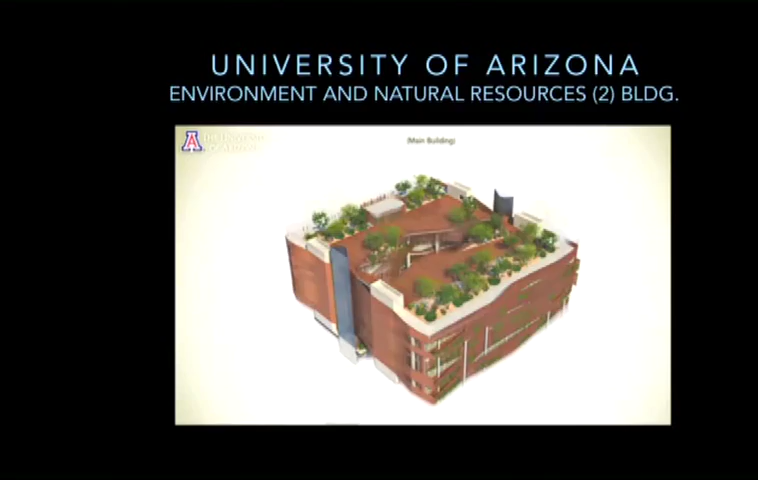 UNIVERSITY OF ARIZONA
ENVIRONMENT AND NATURAL RESOURCES (2) BLDG.
A
(Main Building)